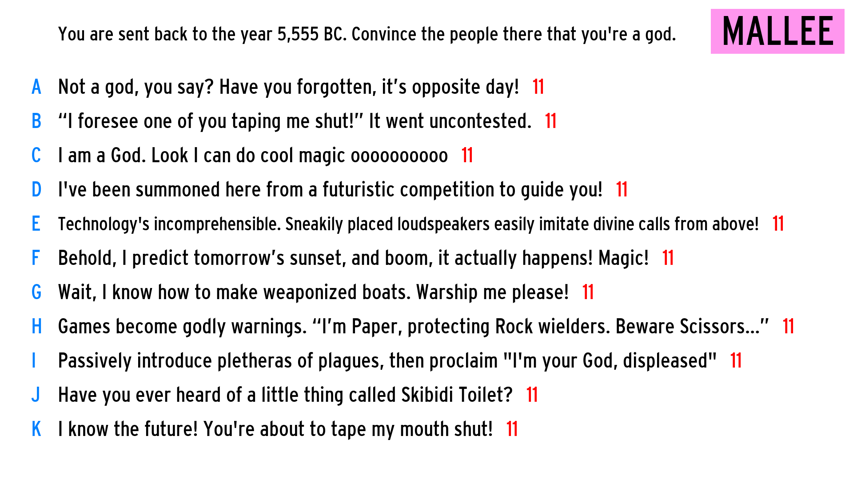 You are sent back to the year 5,555 BC. Convince the people there that you're a god.
MALLEE
A Not a god, you say? Have you forgotten, it’s opposite day! 11
B “I foresee one of you taping me shut!” It went uncontested. 11
C I am a God. Look I can do cool magic oooooooooo 11
D I've been summoned here from a futuristic competition to guide you! 11
E Technology's incomprehensible. Sneakily placed loudspeakers easily imitate divine calls from above! 11
F Behold, I predict tomorrow’s sunset, and boom, it actually happens! Magic! 11
G Wait, I know how to make weaponized boats. Warship me please! 11
H Games become godly warnings. “I’m Paper, protecting Rock wielders. Beware Scissors...” 11
I Passively introduce pletheras of plagues, then proclaim "I'm your God, displeased" 11
J Have you ever heard of a little thing called Skibidi Toilet? 11
K I know the future! You're about to tape my mouth shut! 11